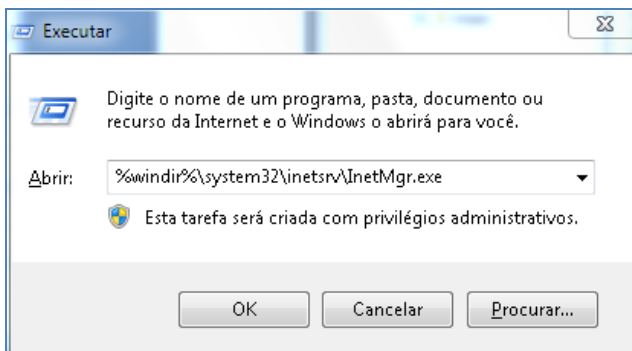 Executar
Digite o nome de um programa, pasta, documento ou
recurso da Internet e o Windows o abrirá para você.
Abrir: %windir%\system32\inetsrv\InetMgr.exe
Esta tarefa será criada com privilégios administrativos.
OK Cancelar Procurar...